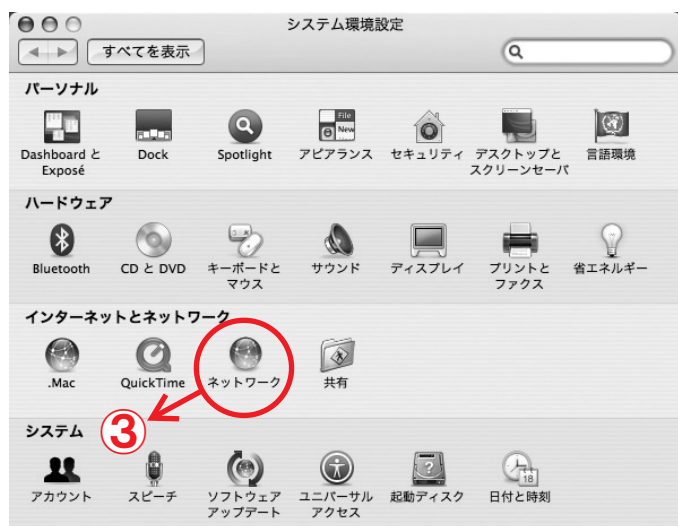 システム環境設定
すべてを表示
パーソナル
Dashboard と
Exposé
Dock
Spotlight
File
New
アピアランス
セキュリティ
デスクトップと
スクリーンセーバ
言語環境
ハードウェア
Bluetooth
CD と DVD
キーボードと
マウス
サウンド
ディスプレイ
プリントと
ファクス
省エネルギー
インターネットとネットワーク
.Mac
QuickTime
ネットワーク
共有
③
システム
アカウント
スピーチ
ソフトウェア
アップデート
ユニバーサル
アクセス
?
起動ディスク
18
日付と時刻